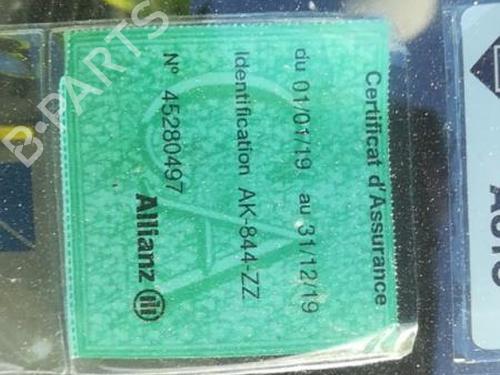 Certificat d'Assurance
du 01/01/19 au 31/12/19
Identification AK-844-ZZ
N° 45280497
Allianz
B-PARTS